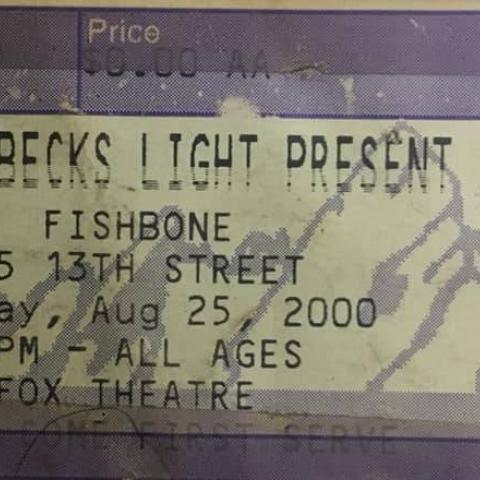 Price
$0.00 AA
BECKS LIGHT PRESENT
FISHBONE
5 13TH STREET
ay, Aug 25, 2000
PM - ALL AGES
FOX THEATRE
COME FIRST SERVE